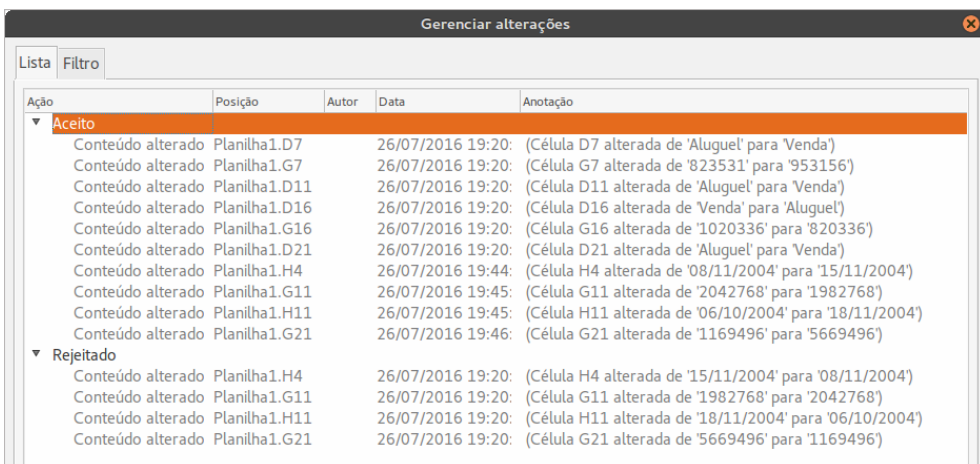 Gerenciar alterações
Lista Filtro
Ação Posição Autor Data Anotação
Aceito
Conteúdo alterado Planilha1.D7 26/07/2016 19:20: (Célula D7 alterada de 'Aluguel' para 'Venda')
Conteúdo alterado Planilha1.G7 26/07/2016 19:20: (Célula G7 alterada de '823531' para '953156')
Conteúdo alterado Planilha1.D11 26/07/2016 19:20: (Célula D11 alterada de 'Aluguel' para 'Venda')
Conteúdo alterado Planilha1.D16 26/07/2016 19:20: (Célula D16 alterada de 'Venda' para 'Aluguel')
Conteúdo alterado Planilha1.G16 26/07/2016 19:20: (Célula G16 alterada de '1020336' para '820336')
Conteúdo alterado Planilha1.D21 26/07/2016 19:20: (Célula D21 alterada de 'Aluguel' para 'Venda')
Conteúdo alterado Planilha1.H4 26/07/2016 19:44: (Célula H4 alterada de '08/11/2004' para '15/11/2004')
Conteúdo alterado Planilha1.G11 26/07/2016 19:45: (Célula G11 alterada de '2042768' para '1982768')
Conteúdo alterado Planilha1.H11 26/07/2016 19:45: (Célula H11 alterada de '06/10/2004' para '18/11/2004')
Conteúdo alterado Planilha1.G21 26/07/2016 19:46: (Célula G21 alterada de '1169496' para '5669496')
Rejeitado
Conteúdo alterado Planilha1.H4 26/07/2016 19:20: (Célula H4 alterada de '15/11/2004' para '08/11/2004')
Conteúdo alterado Planilha1.G11 26/07/2016 19:20: (Célula G11 alterada de '1982768' para '2042768')
Conteúdo alterado Planilha1.H11 26/07/2016 19:20: (Célula H11 alterada de '18/11/2004' para '06/10/2004')
Conteúdo alterado Planilha1.G21 26/07/2016 19:20: (Célula G21 alterada de '5669496' para '1169496')